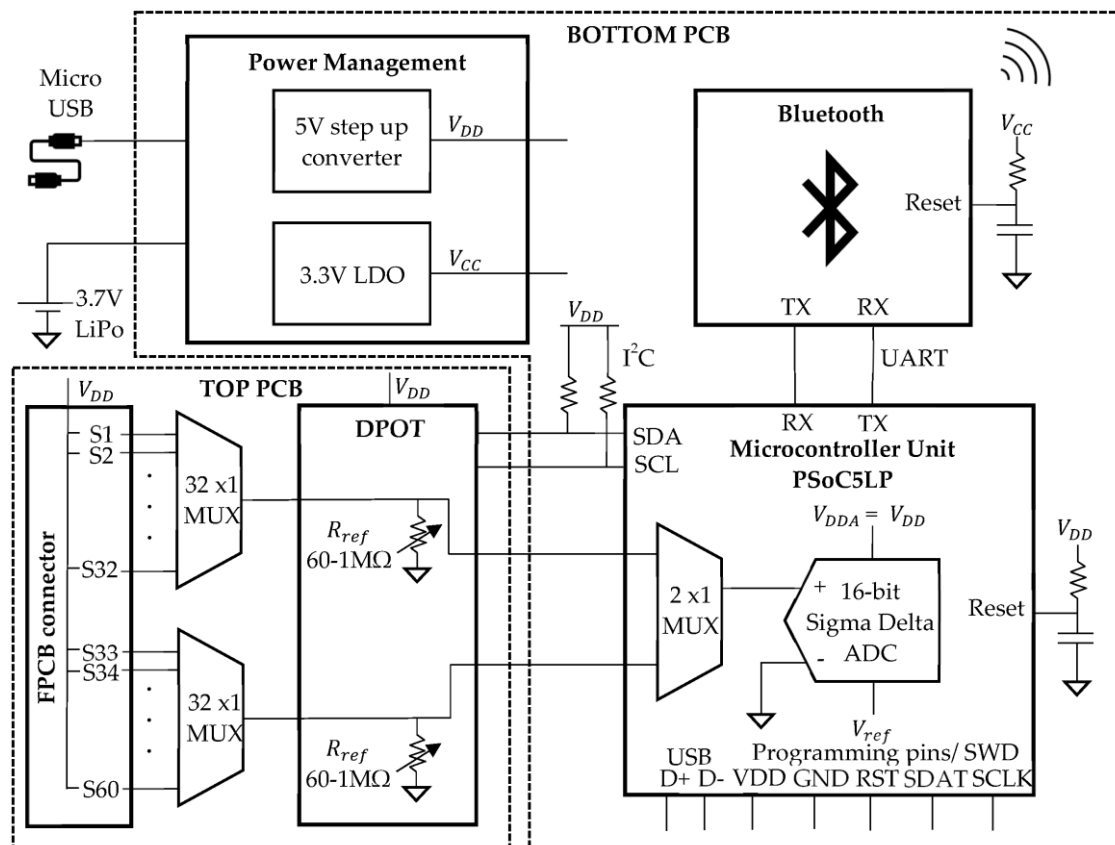 BOTTOM PCB
Power Management
Micro
USB
5V step up
converter
V_DD
3.3V LDO
V_CC
3.7V
LiPo
Bluetooth
V_CC
Reset
TX RX
UART
V_DD
I²C
TOP PCB
V_DD
FPCB connector
S1
S2
S32
S33
S34
S60
32 x1
MUX
32 x1
MUX
V_DD
DPOT
R_ref
60-1MΩ
R_ref
60-1MΩ
RX TX
SDA
SCL
Microcontroller Unit
PSoC5LP
V_DDA = V_DD
2 x1
MUX
+
16-bit
Sigma Delta
ADC
-
V_ref
Reset
V_DD
USB Programming pins/ SWD
D+ D- VDD GND RST SDAT SCLK